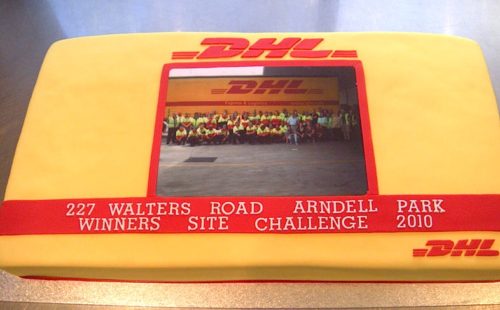 DHL
DHL
227 WALTERS ROAD ARNDELL PARK
WINNERS SITE CHALLENGE 2010
DHL